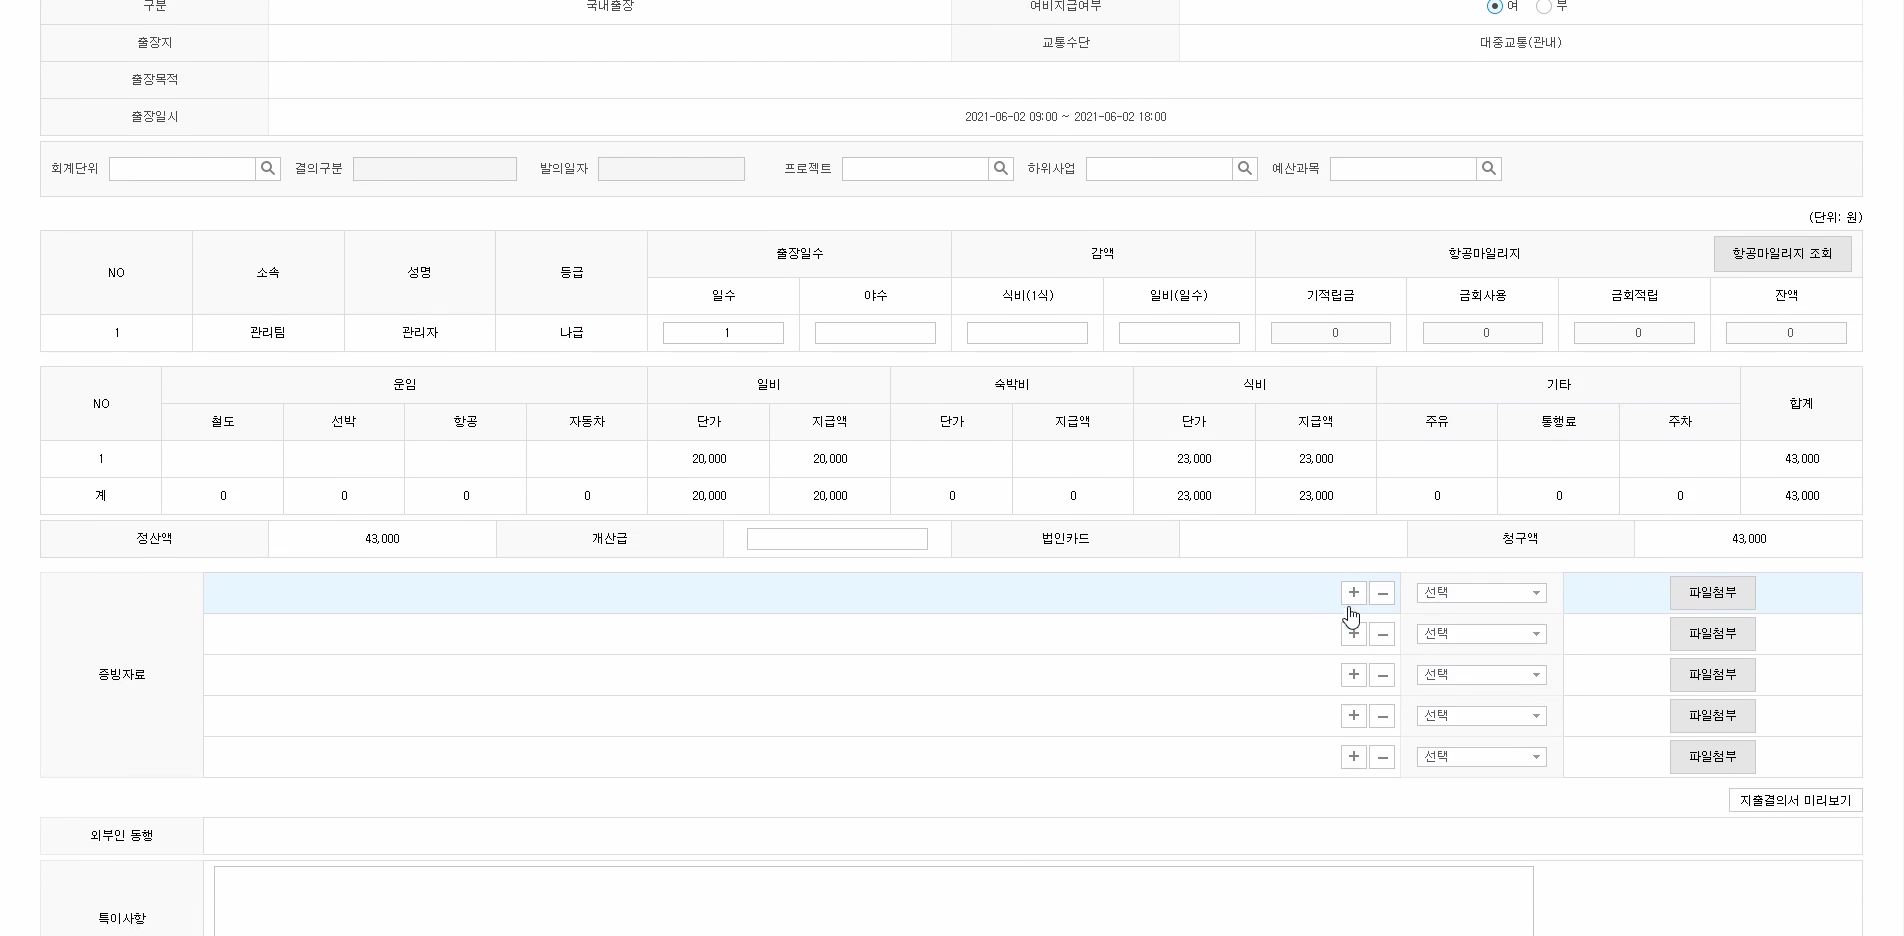 구분 국내출장 여비지급여부 여 부
출장지 교통수단 대중교통(관내)
출장목적
출장일시 2021-06-02 09:00 ~ 2021-06-02 18:00
회계단위 결의구분 발의일자 프로젝트 하위사업 예산과목
(단위: 원)
NO 소속 성명 등급 출장일수 감액 항공마일리지 항공마일리지 조회
일수 야수 식비(1식) 일비(일수) 기적립금 금회사용 금회적립 잔액
1 관리팀 관리자 나급 1 0 0 0 0
NO 운임 일비 숙박비 식비 기타 합계
철도 선박 항공 자동차 단가 지급액 단가 지급액 단가 지급액 주유 통행료 주차
1 20,000 20,000 23,000 23,000 43,000
계 0 0 0 0 20,000 20,000 0 0 23,000 23,000 0 0 0 43,000
정산액 43,000 개산급 법인카드 청구액 43,000
증빙자료
+ − 선택 파일첨부
+ − 선택 파일첨부
+ − 선택 파일첨부
+ − 선택 파일첨부
+ − 선택 파일첨부
지출결의서 미리보기
외부인 동행
특이사항